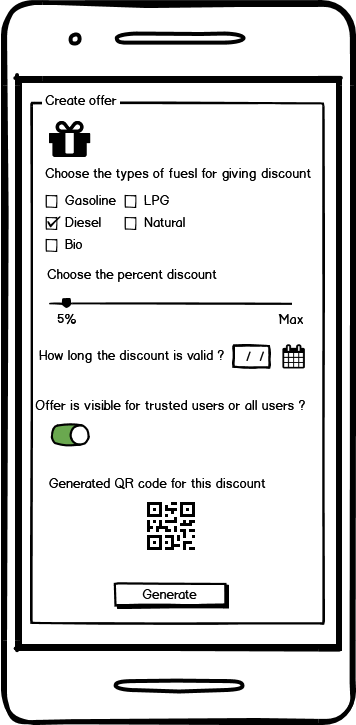 Create offer
Choose the types of fuesl for giving discount
Gasoline LPG
Diesel Natural
Bio
Choose the percent discount
5% Max
How long the discount is valid ? / /
Offer is visible for trusted users or all users ?
Generated QR code for this discount
Generate